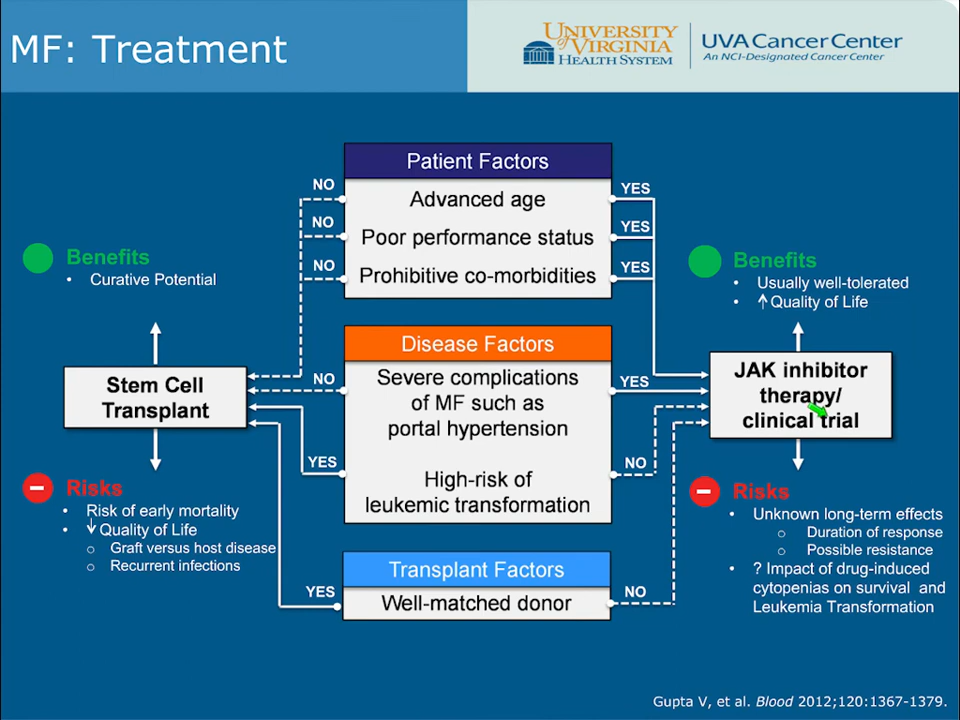 MF: Treatment
UNIVERSITY
of VIRGINIA
HEALTH SYSTEM
UVA Cancer Center
An NCI-Designated Cancer Center
Patient Factors
Advanced age
Poor performance status
Prohibitive co-morbidities
NO
NO
NO
YES
YES
YES
Benefits
• Curative Potential
Stem Cell
Transplant
Risks
• Risk of early mortality
• ↓ Quality of Life
o Graft versus host disease
o Recurrent infections
Disease Factors
Severe complications
of MF such as
portal hypertension
High-risk of
leukemic transformation
NO
YES
YES
NO
Transplant Factors
Well-matched donor
YES
NO
Benefits
• Usually well-tolerated
• ↑ Quality of Life
JAK inhibitor
therapy/
clinical trial
Risks
• Unknown long-term effects
o Duration of response
o Possible resistance
• ? Impact of drug-induced
cytopenias on survival and
Leukemia Transformation
Gupta V, et al. Blood 2012;120:1367-1379.